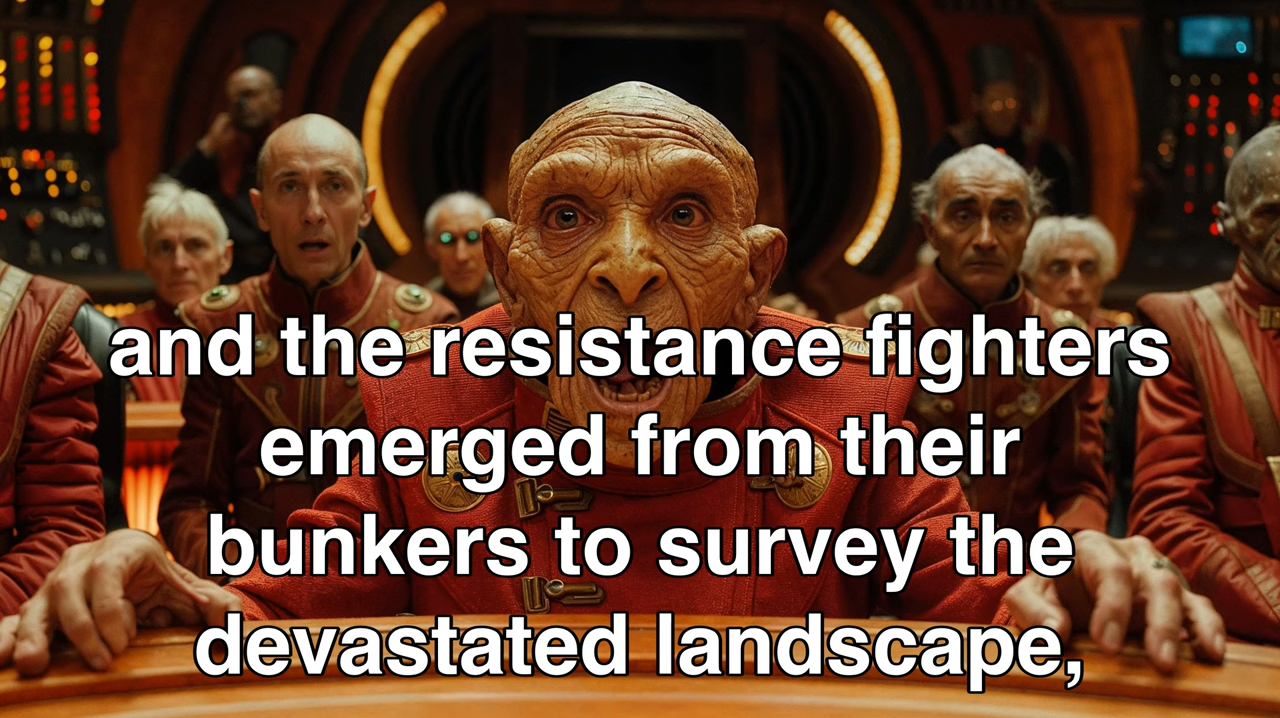 and the resistance fighters
emerged from their
bunkers to survey the
devastated landscape,